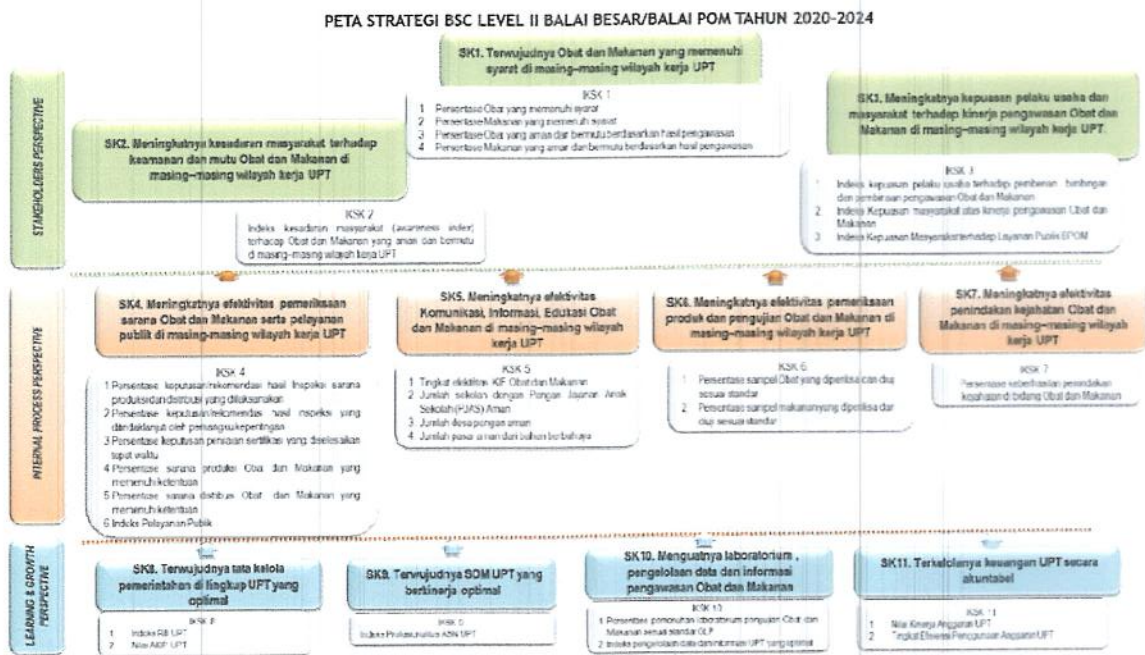 PETA STRATEGI BSC LEVEL II BALAI BESAR/BALAI POM TAHUN 2020-2024
STAKEHOLDERS PERSPECTIVE
SK1. Terwujudnya Obat dan Makanan yang memenuhi
syarat di masing–masing wilayah kerja UPT
IKSK 1
1 Persentase Obat yang memenuhi syarat
2 Persentase Makanan yang memenuhi syarat
3 Persentase Obat yang aman dan bermutu berdasarkan hasil pengawasan
4 Persentase Makanan yang aman dan bermutu berdasarkan hasil pengawasan
SK2. Meningkatnya kesadaran masyarakat terhadap
keamanan dan mutu Obat dan Makanan di
masing–masing wilayah kerja UPT
IKSK 2
Indeks kesadaran masyarakat (awareness index)
terhadap Obat dan Makanan yang aman dan bermutu
di masing–masing wilayah kerja UPT
SK3. Meningkatnya kepuasan pelaku usaha dan
masyarakat terhadap kinerja pengawasan Obat dan
Makanan di masing–masing wilayah kerja UPT.
IKSK 3
1 Indeks kepuasan pelaku usaha terhadap pemberian bimbingan
dan pembinaan pengawasan Obat dan Makanan
2 Indeks Kepuasan masyarakat atas kinerja pengawasan Obat dan
Makanan
3 Indeks Kepuasan Masyarakat terhadap Layanan Publik BPOM
INTERNAL PROCESS PERSPECTIVE
SK4. Meningkatnya efektivitas pemeriksaan
sarana Obat dan Makanan serta pelayanan
publik di masing-masing wilayah kerja UPT
IKSK 4
1 Persentase keputusan/rekomendasi hasil Inspeksi sarana
produksi dan distribusi yang dilaksanakan
2 Persentase keputusan/rekomendasi hasil inspeksi yang
ditindaklanjuti oleh pemangku kepentingan
3 Persentase keputusan penilaian sertifikasi yang diselesaikan
tepat waktu
4 Persentase sarana produksi Obat dan Makanan yang
memenuhi ketentuan
5 Persentase sarana distribusi Obat dan Makanan yang
memenuhi ketentuan
6 Indeks Pelayanan Publik
SK5. Meningkatnya efektivitas
Komunikasi, Informasi, Edukasi Obat
dan Makanan di masing–masing wilayah
kerja UPT
IKSK 5
1 Tingkat efektifitas KIE Obat dan Makanan
2 Jumlah sekolah dengan Pangan Jajanan Anak
Sekolah (PJAS) Aman
3. Jumlah desa pangan aman
4. Jumlah pasar aman dari bahan berbahaya
SK6. Meningkatnya efektivitas pemeriksaan
produk dan pengujian Obat dan Makanan di
masing–masing wilayah kerja UPT
IKSK 6
1 Persentase sampel Obat yang diperiksa dan diuji
sesuai standar
2. Persentase sampel makanan yang diperiksa dan
diuji sesuai standar
SK7. Meningkatnya efektivitas
penindakan kejahatan Obat dan
Makanan di masing–masing wilayah
kerja UPT
IKSK 7
Persentase keberhasilan penindakan
kejahatan di bidang Obat dan Makanan
LEARNING & GROWTH PERSPECTIVE
SK8. Terwujudnya tata kelola
pemerintahan di lingkup UPT yang
optimal
IKSK 8
1 Indeks RB UPT
2 Nilai AKIP UPT
SK9. Terwujudnya SDM UPT yang
berkinerja optimal
IKSK 9
Indeks Profesionalitas ASN UPT
SK10. Menguatnya laboratorium ,
pengelolaan data dan informasi
pengawasan Obat dan Makanan
IKSK 10
1 Persentase pemenuhan laboratorium pengujian Obat dan
Makanan sesuai standar GLP
2 Indeks pengelolaan data dan informasi UPT yang optimal
SK11. Terkelolanya keuangan UPT secara
akuntabel
IKSK 11
1 Nilai Kinerja Anggaran UPT
2 Tingkat Efisiensi Penggunaan Anggaran UPT